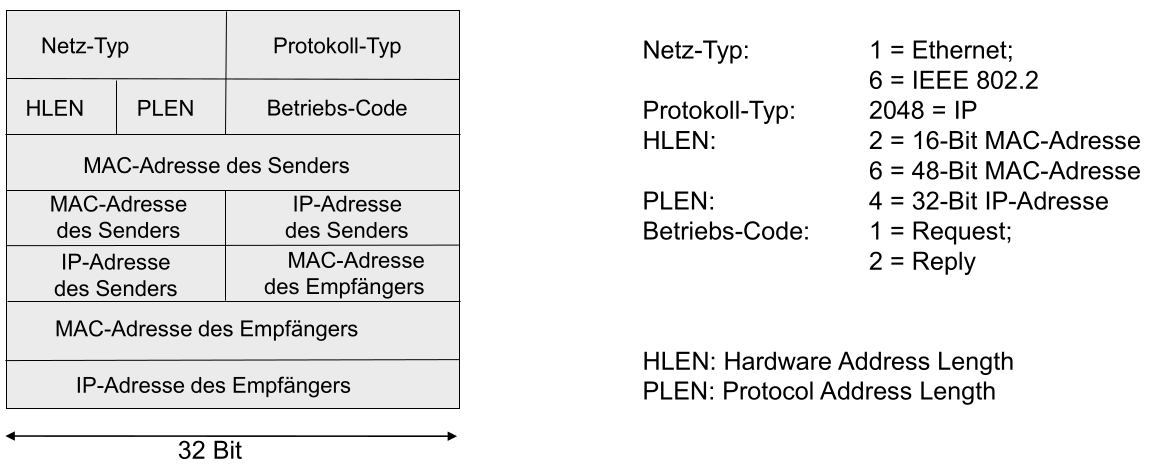 Netz-Typ Protokoll-Typ
HLEN PLEN Betriebs-Code
MAC-Adresse des Senders
MAC-Adresse
des Senders
IP-Adresse
des Senders
IP-Adresse
des Senders
MAC-Adresse
des Empfängers
MAC-Adresse des Empfängers
IP-Adresse des Empfängers
32 Bit
Netz-Typ: 1 = Ethernet;
6 = IEEE 802.2
Protokoll-Typ: 2048 = IP
HLEN: 2 = 16-Bit MAC-Adresse
6 = 48-Bit MAC-Adresse
PLEN: 4 = 32-Bit IP-Adresse
Betriebs-Code: 1 = Request;
2 = Reply
HLEN: Hardware Address Length
PLEN: Protocol Address Length